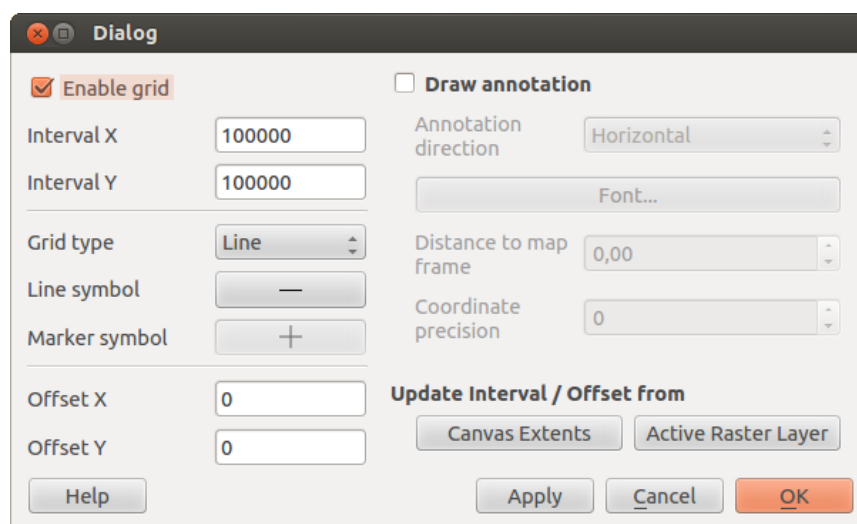 Dialog
Enable grid
Interval X 100000
Interval Y 100000
Grid type Line
Line symbol
Marker symbol
Offset X 0
Offset Y 0
Help
Draw annotation
Annotation
direction
Horizontal
Font...
Distance to map
frame
0,00
Coordinate
precision
0
Update Interval / Offset from
Canvas Extents Active Raster Layer
Apply Cancel OK